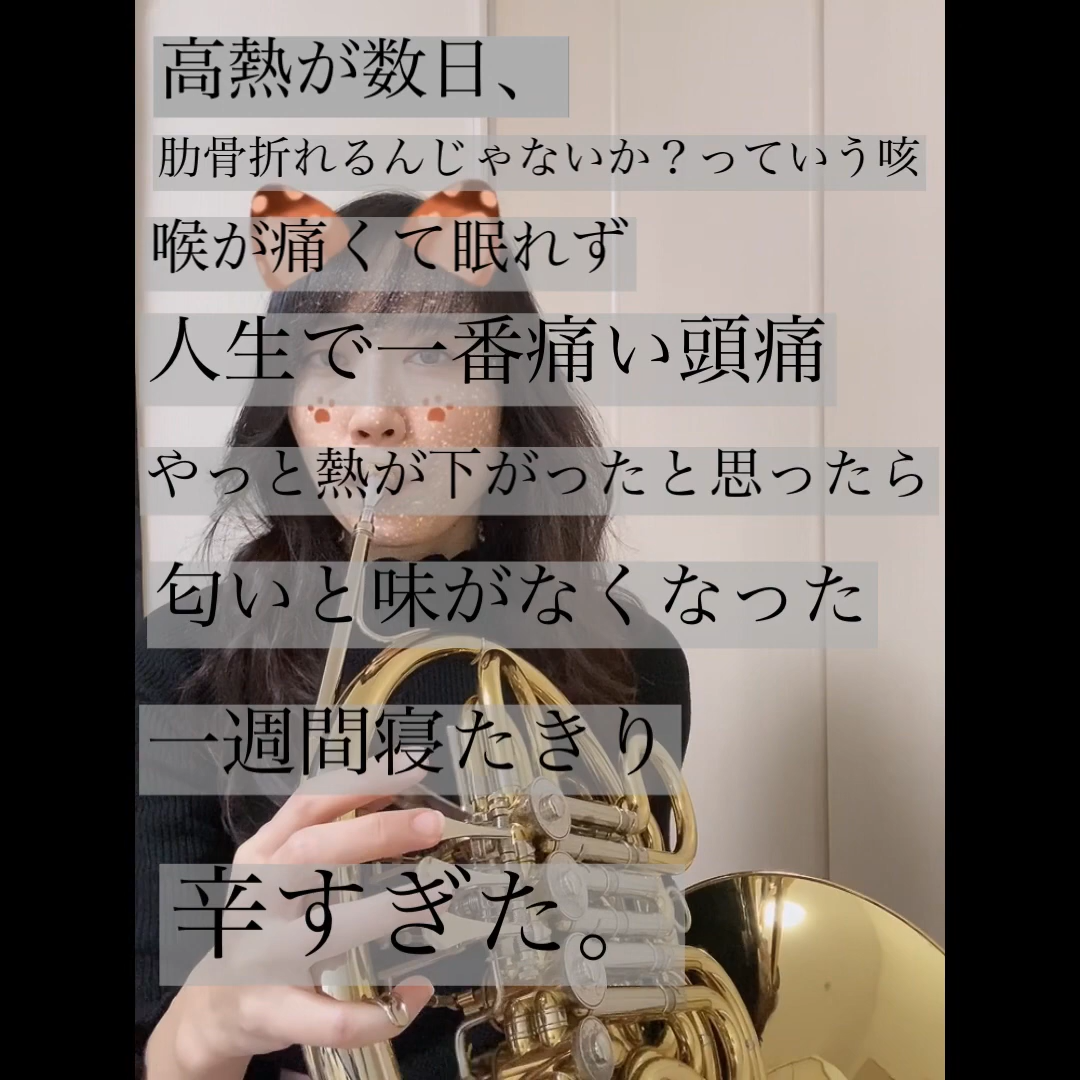 高熱が数日、
肋骨折れるんじゃないか？っていう咳
喉が痛くて眠れず
人生で一番痛い頭痛
やっと熱が下がったと思ったら
匂いと味がなくなった
一週間寝たきり
辛すぎた。